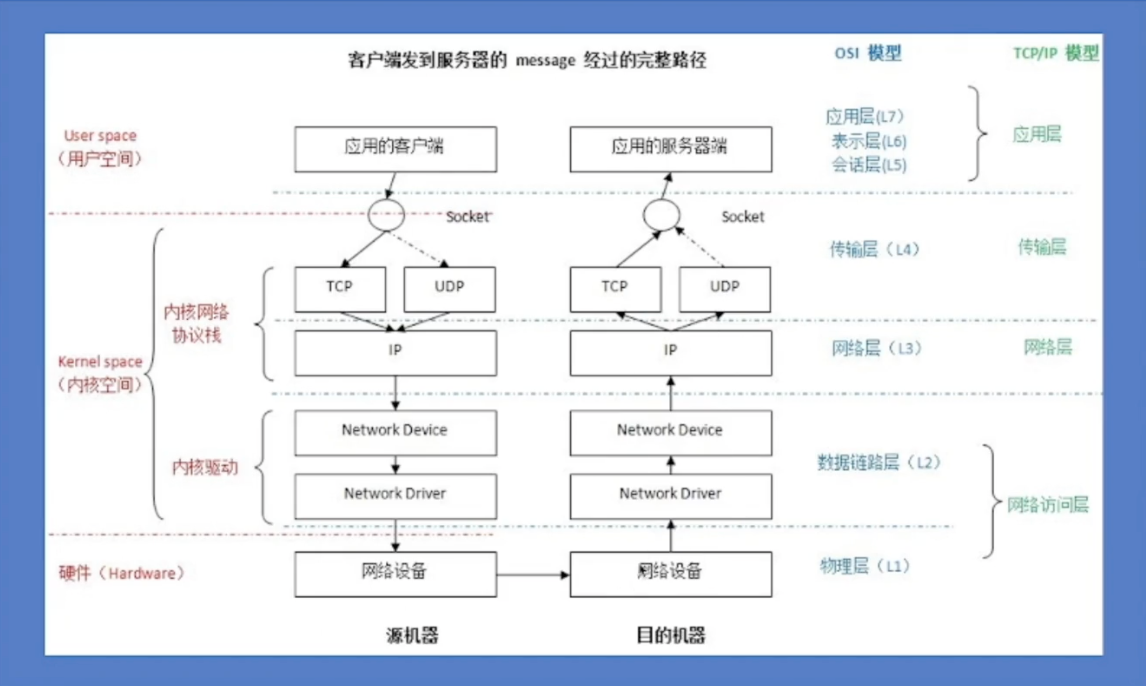 客户端发到服务器的 message 经过的完整路径
OSI 模型
TCP/IP 模型
User space
（用户空间）
应用的客户端
应用的服务器端
应用层(L7)
表示层(L6)
会话层(L5)
应用层
Socket
Socket
传输层（L4）
传输层
内核网络
协议栈
TCP
UDP
TCP
UDP
Kernel space
（内核空间）
IP
IP
网络层（L3）
网络层
内核驱动
Network Device
Network Device
Network Driver
Network Driver
数据链路层（L2）
网络访问层
硬件（Hardware）
网络设备
网络设备
物理层（L1）
源机器
目的机器